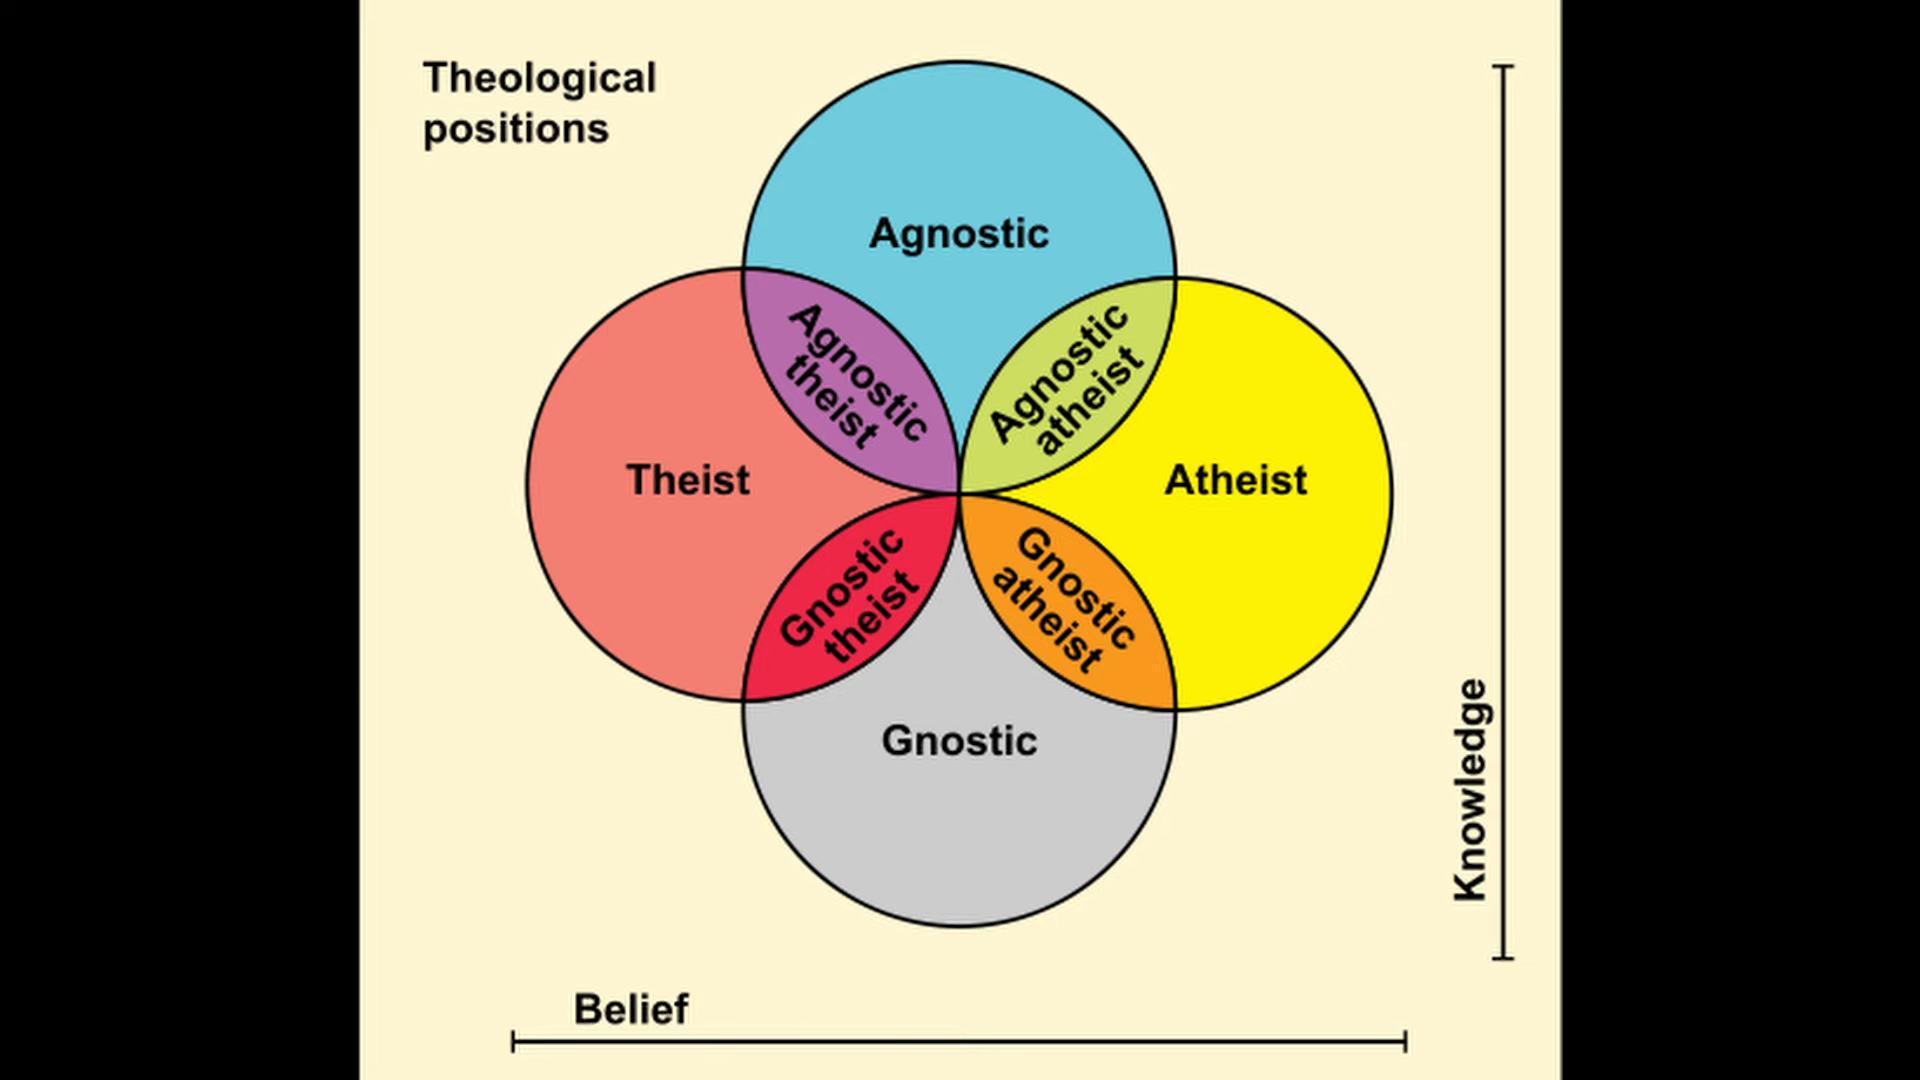 Theological
positions
Agnostic
Agnostic
theist
Agnostic
atheist
Theist
Atheist
Gnostic
theist
Gnostic
atheist
Gnostic
Knowledge
Belief